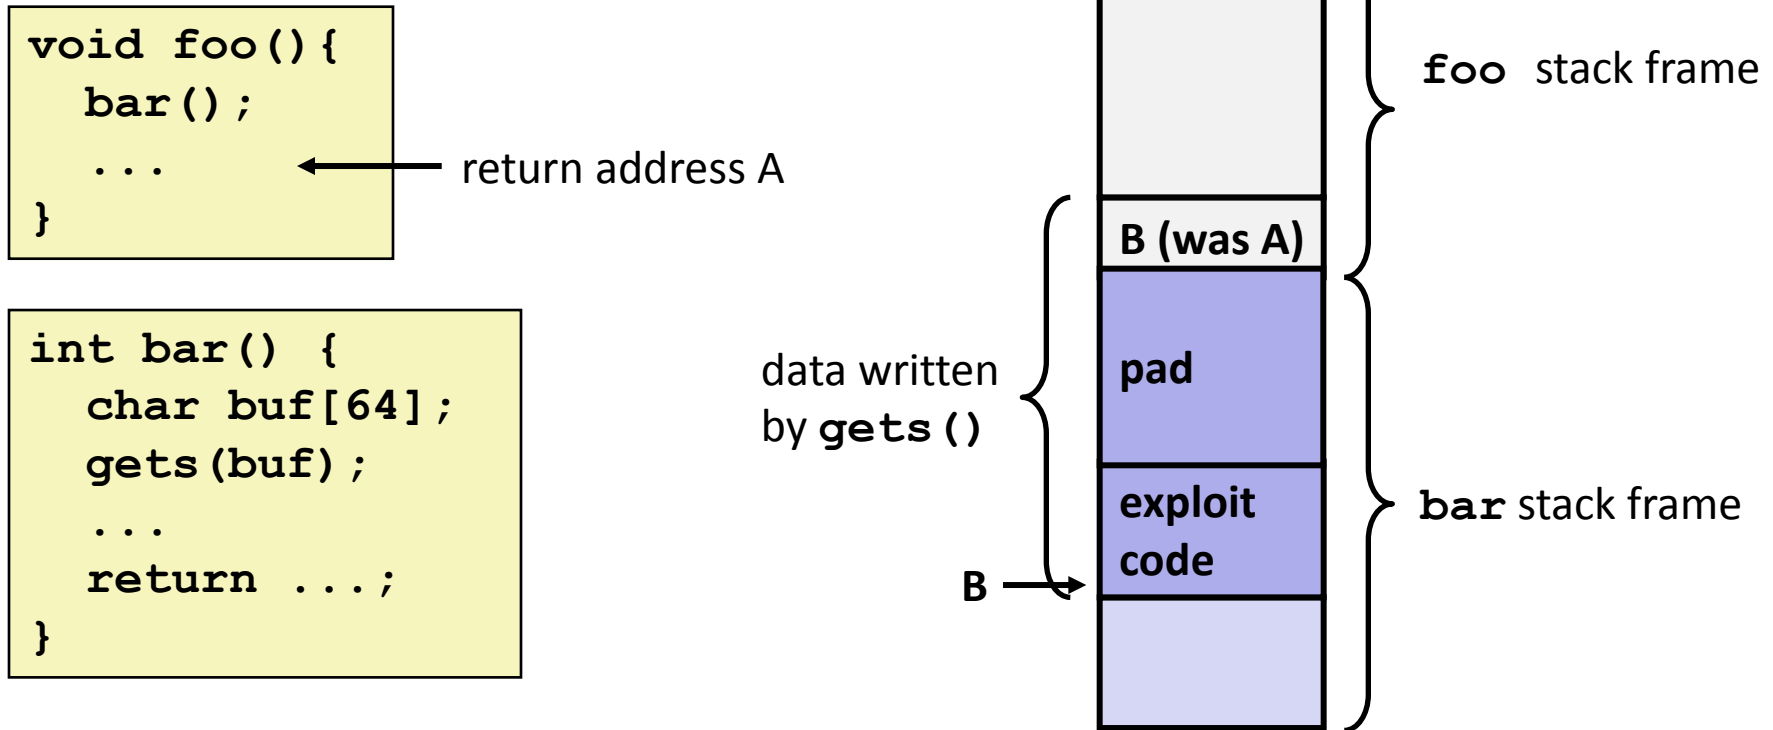 void foo(){
bar();
...
}
return address A
int bar() {
char buf[64];
gets(buf);
...
return ...;
}
data written
by gets()
B
B (was A)
pad
exploit
code
foo stack frame
bar stack frame